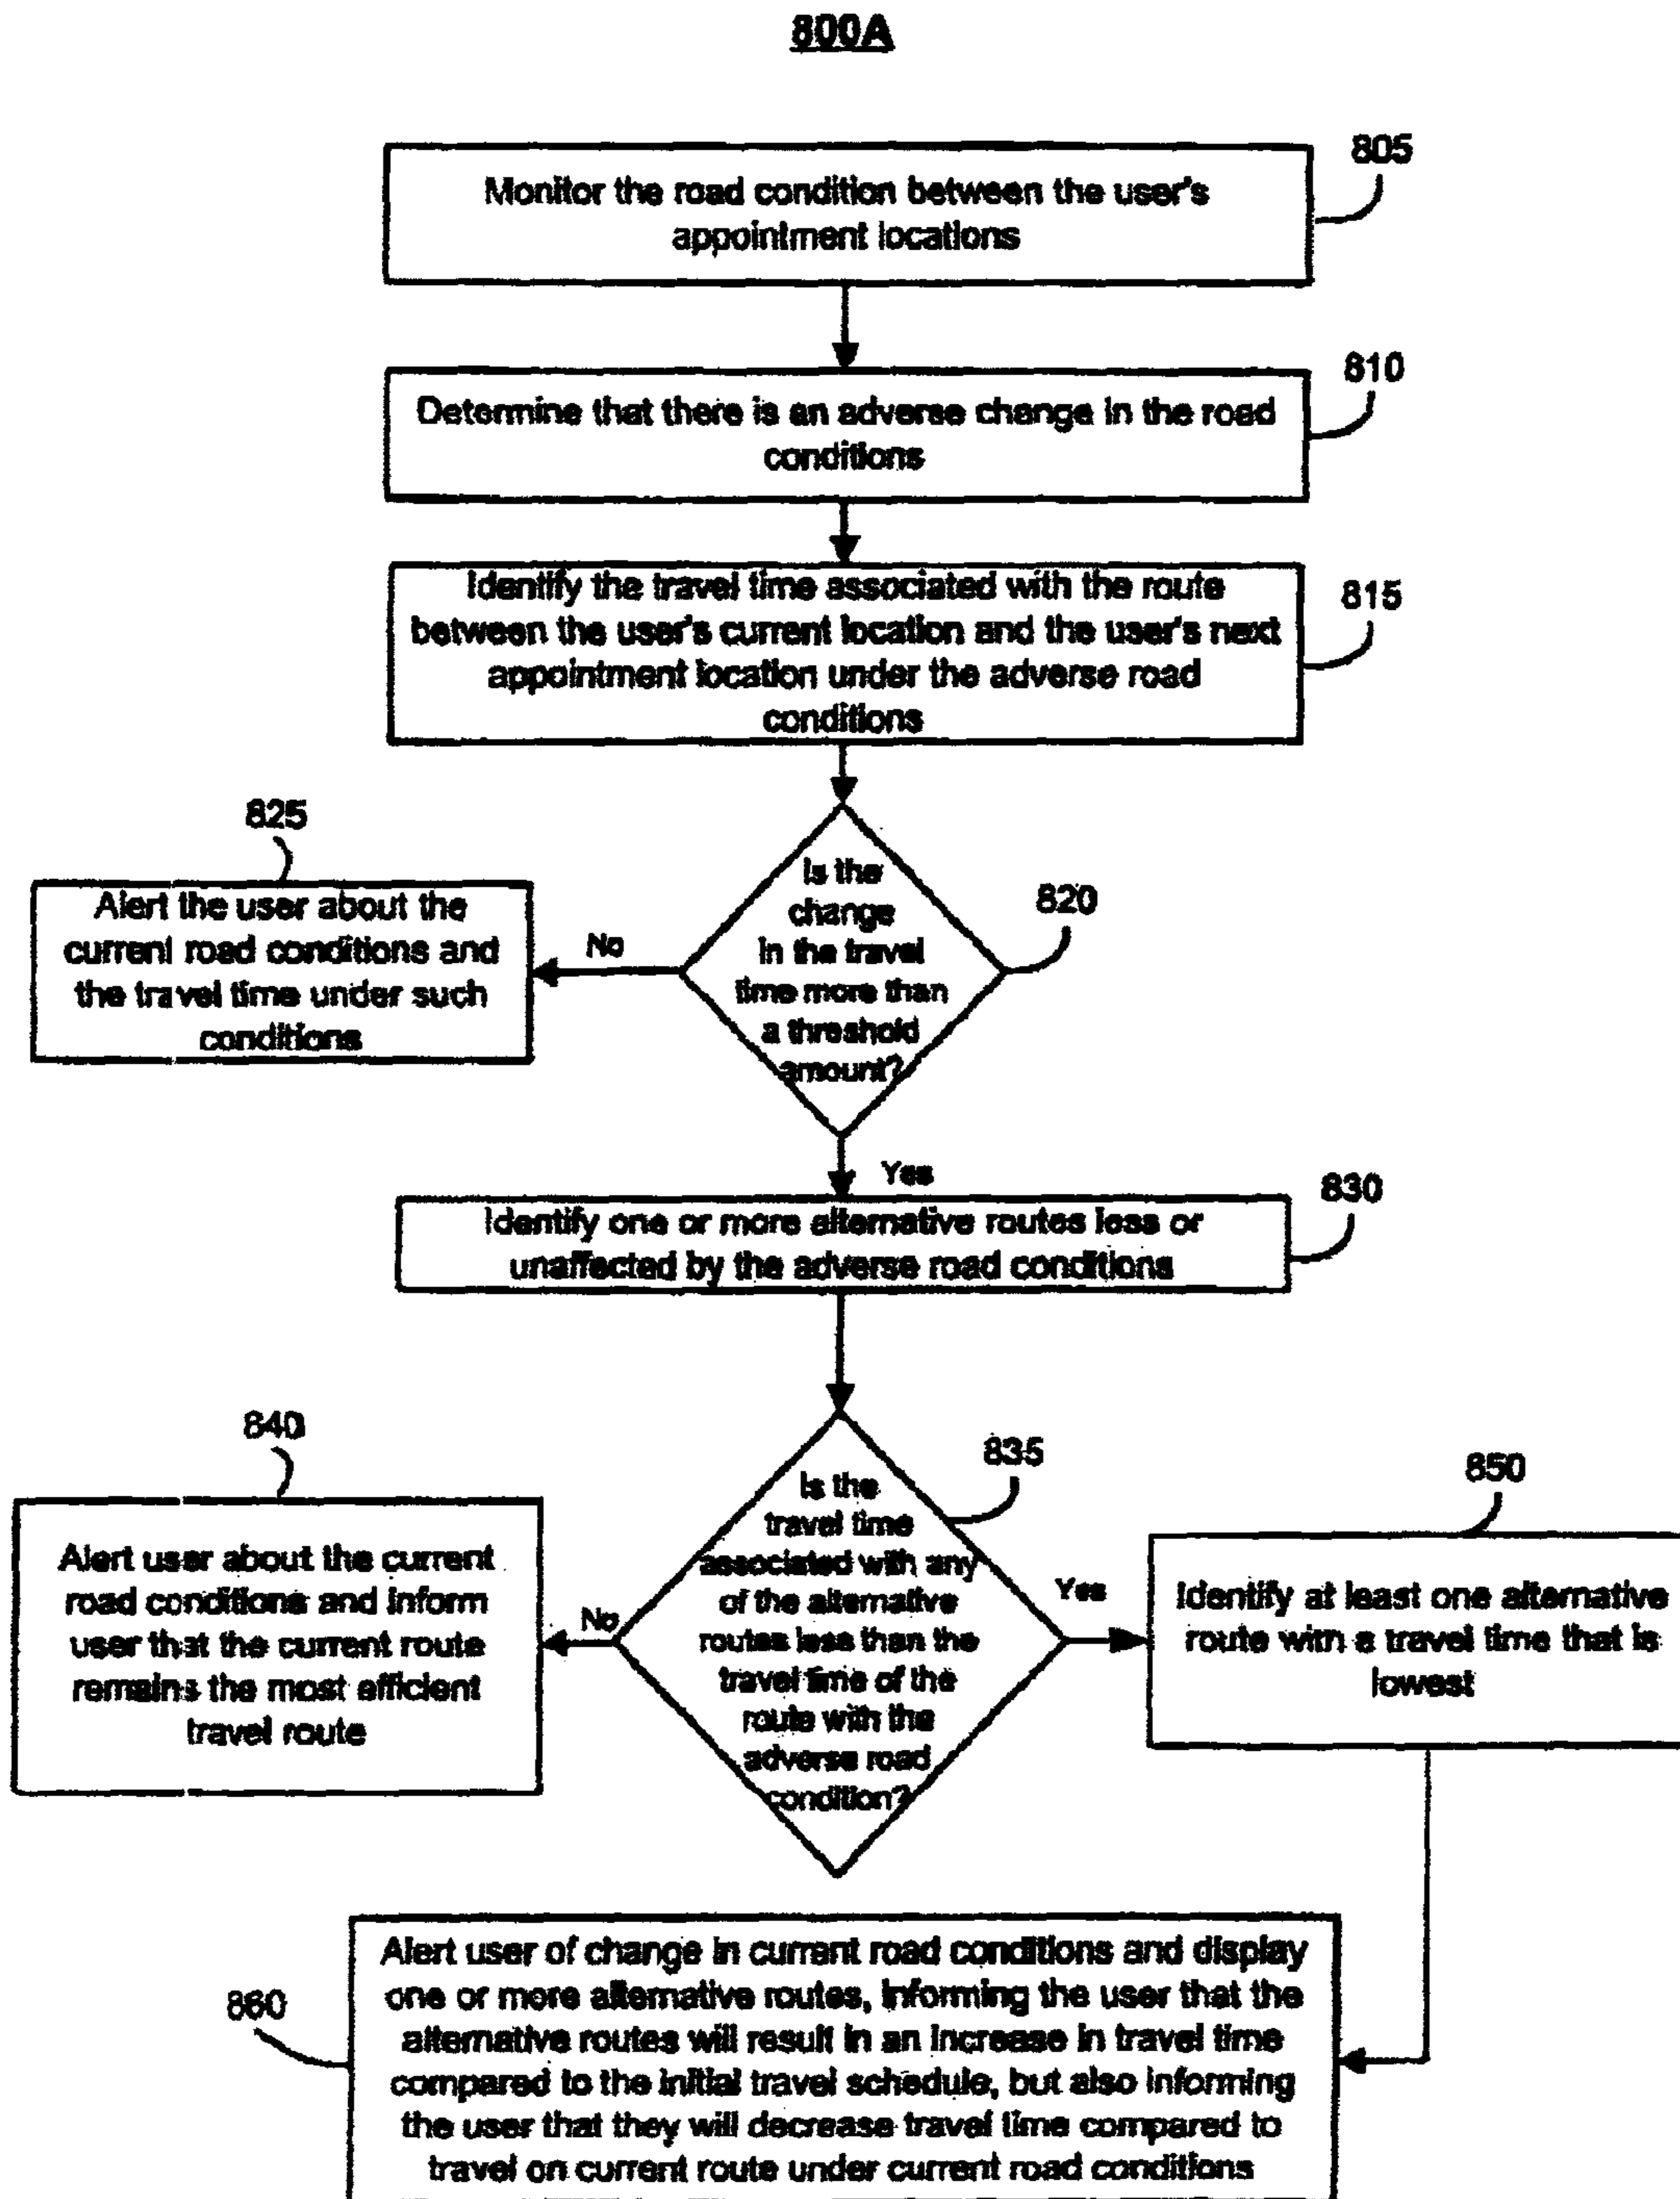 800A
805
Monitor the road condition between the user's
appointment locations
810
Determine that there is an adverse change in the road
conditions
815
Identify the travel time associated with the route
between the user's current location and the user's next
appointment location under the adverse road
conditions
825
Alert the user about the
current road conditions and
the travel time under such
conditions
No
820
Is the
change
in the travel
time more than
a threshold
amount?
Yes
830
Identify one or more alternative routes less or
unaffected by the adverse road conditions
840
Alert user about the current
road conditions and inform
user that the current route
remains the most efficient
travel route
No
835
Is the
travel time
associated with any
of the alternative
routes less than the
travel time of the
route with the
adverse road
condition?
Yes
850
Identify at least one alternative
route with a travel time that is
lowest
860
Alert user of change in current road conditions and display
one or more alternative routes, informing the user that the
alternative routes will result in an increase in travel time
compared to the initial travel schedule, but also informing
the user that they will decrease travel time compared to
travel on current route under current road conditions